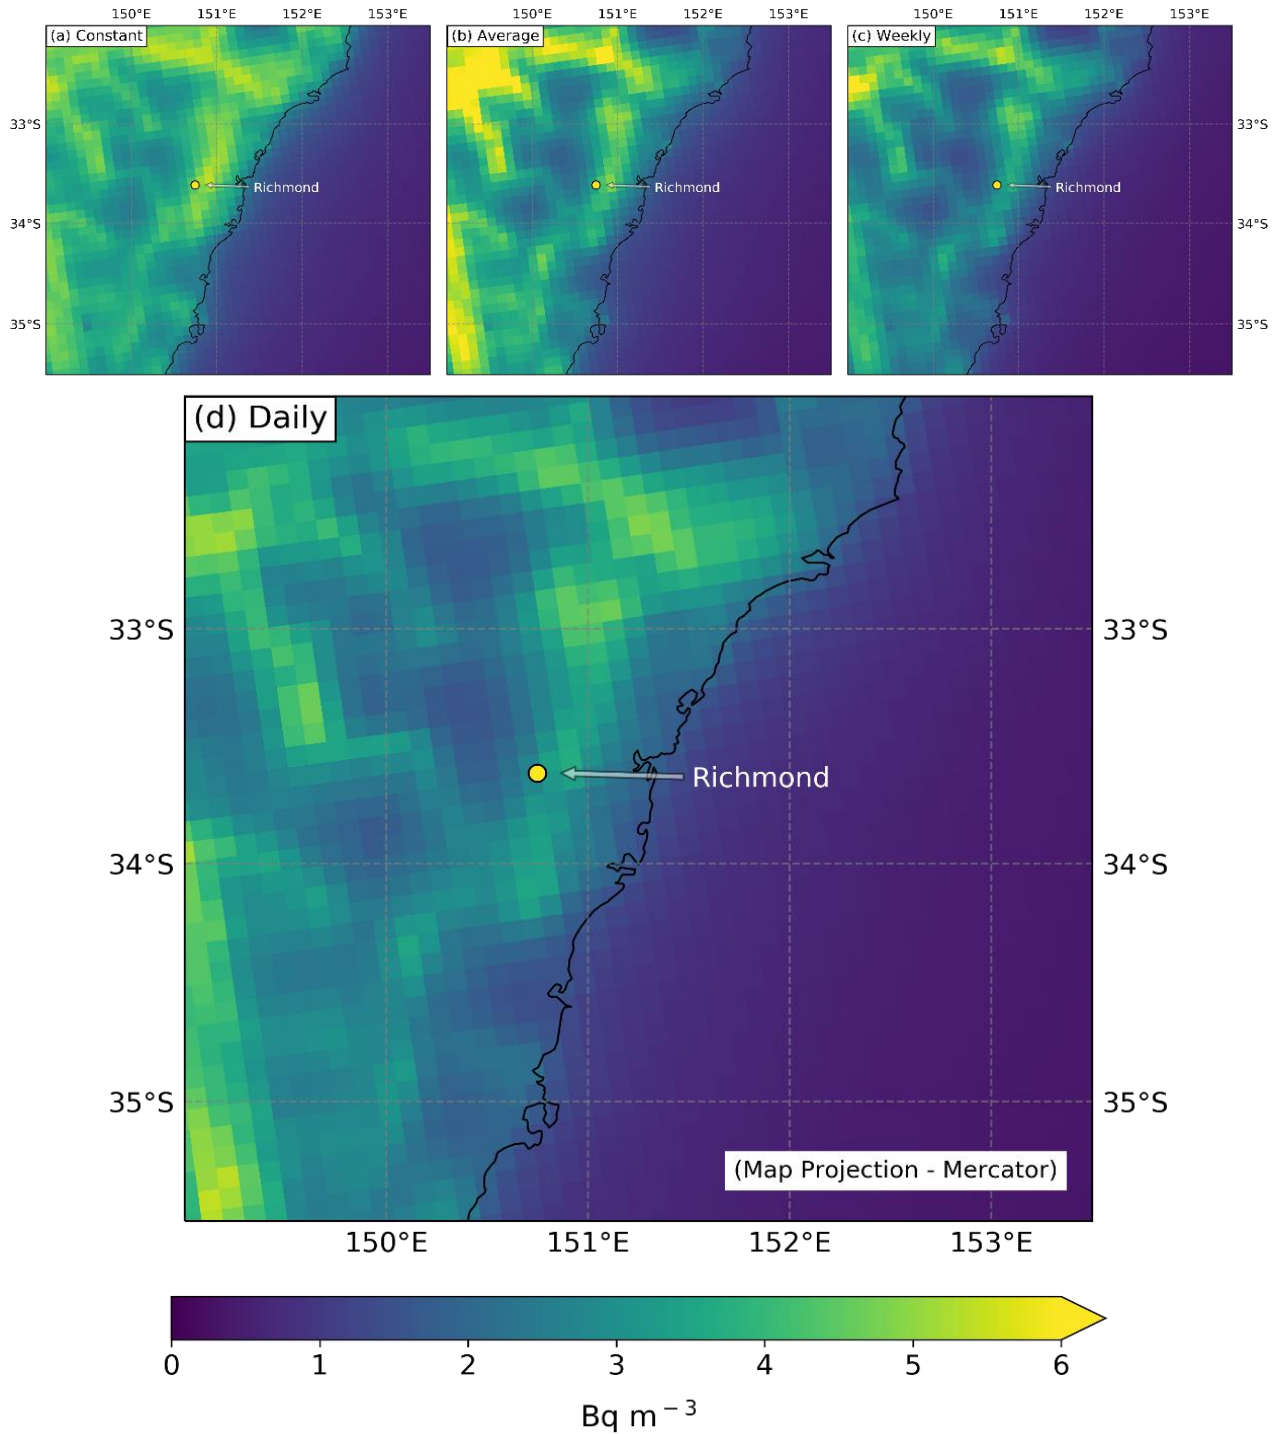 150°E 151°E 152°E 153°E 150°E 151°E 152°E 153°E 150°E 151°E 152°E 153°E
(a) Constant (b) Average (c) Weekly
33°S 33°S
Richmond Richmond Richmond
34°S 34°S
35°S 35°S
(d) Daily
33°S 33°S
Richmond
34°S 34°S
35°S 35°S
(Map Projection - Mercator)
150°E 151°E 152°E 153°E
0 1 2 3 4 5 6
Bq m⁻³